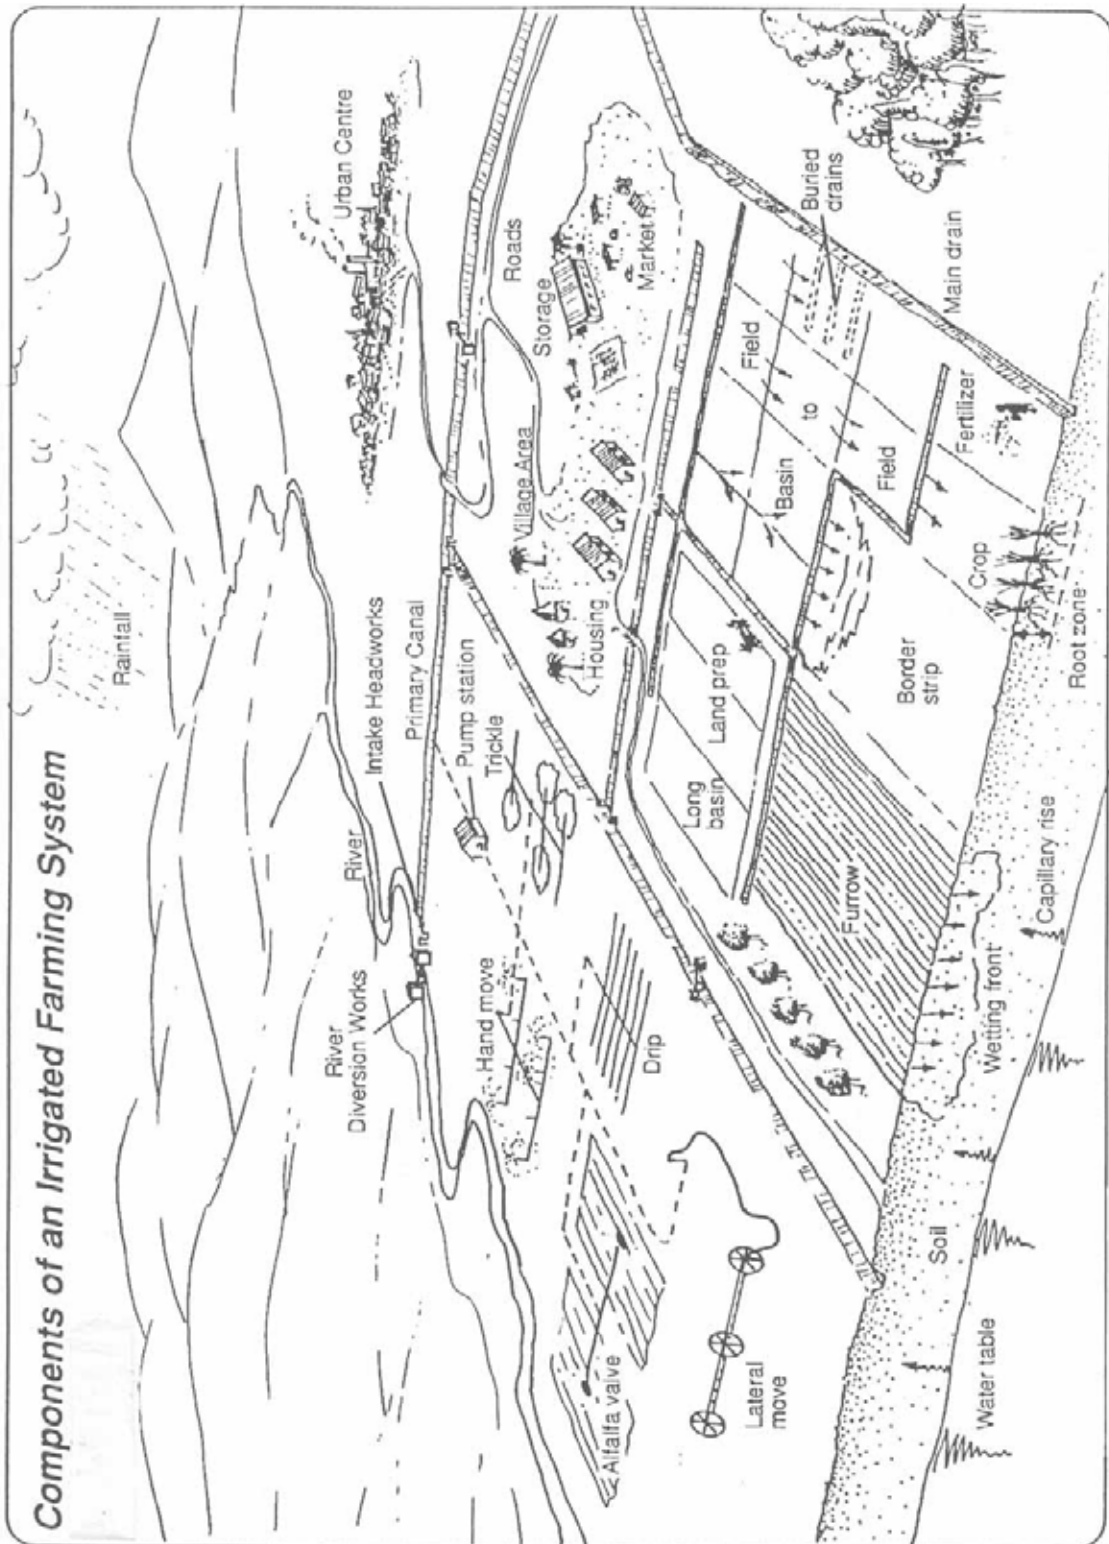 Components of an Irrigated Farming System
Rainfall
Urban Centre
River
Intake Headworks
Primary Canal
River
Diversion Works
Pump station
Trickle
Roads
Hand move
Village Area
Storage
Housing
Market
Drip
Alfalfa valve
Lateral
move
Long
basin
Land prep
Field
to
Field
Basin
Buried
drains
Main drain
Furrow
Border
strip
Crop
Fertilizer
Root zone
Soil
Wetting front
Capillary rise
Water table